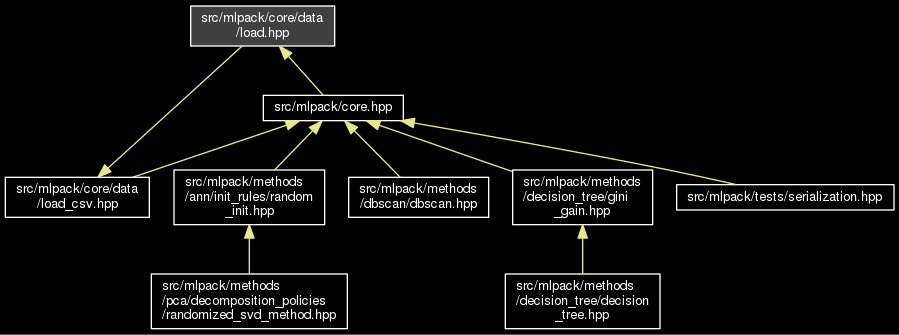 src/mlpack/core/data
/load.hpp
src/mlpack/core.hpp
src/mlpack/core/data
/load_csv.hpp
src/mlpack/methods
/ann/init_rules/random
_init.hpp
src/mlpack/methods
/dbscan/dbscan.hpp
src/mlpack/methods
/decision_tree/gini
_gain.hpp
src/mlpack/tests/serialization.hpp
src/mlpack/methods
/pca/decomposition_policies
/randomized_svd_method.hpp
src/mlpack/methods
/decision_tree/decision
_tree.hpp